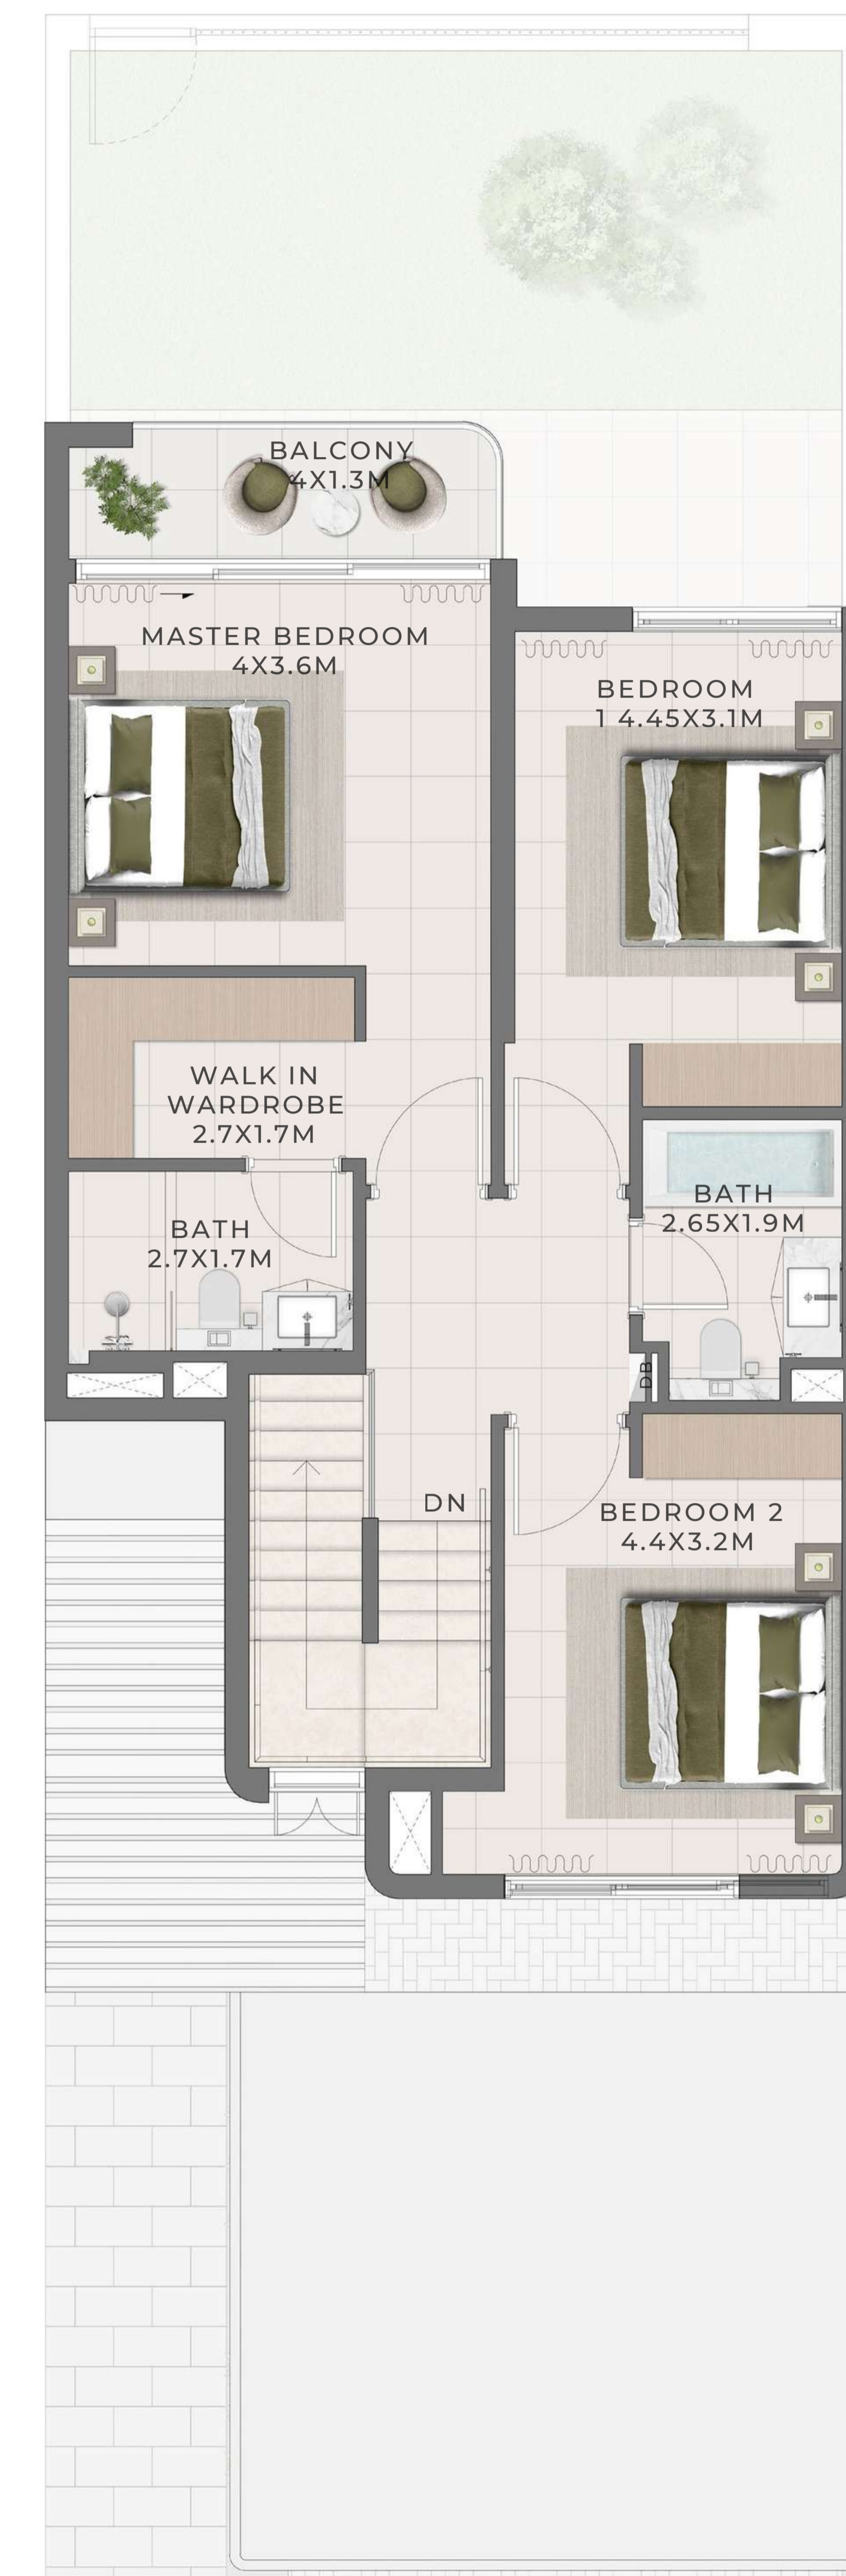 BALCONY
4X1.3M
MASTER BEDROOM
4X3.6M
BEDROOM
1 4.45X3.1M
WALK IN
WARDROBE
2.7X1.7M
BATH
2.65X1.9M
BATH
2.7X1.7M
DB
DN
BEDROOM 2
4.4X3.2M